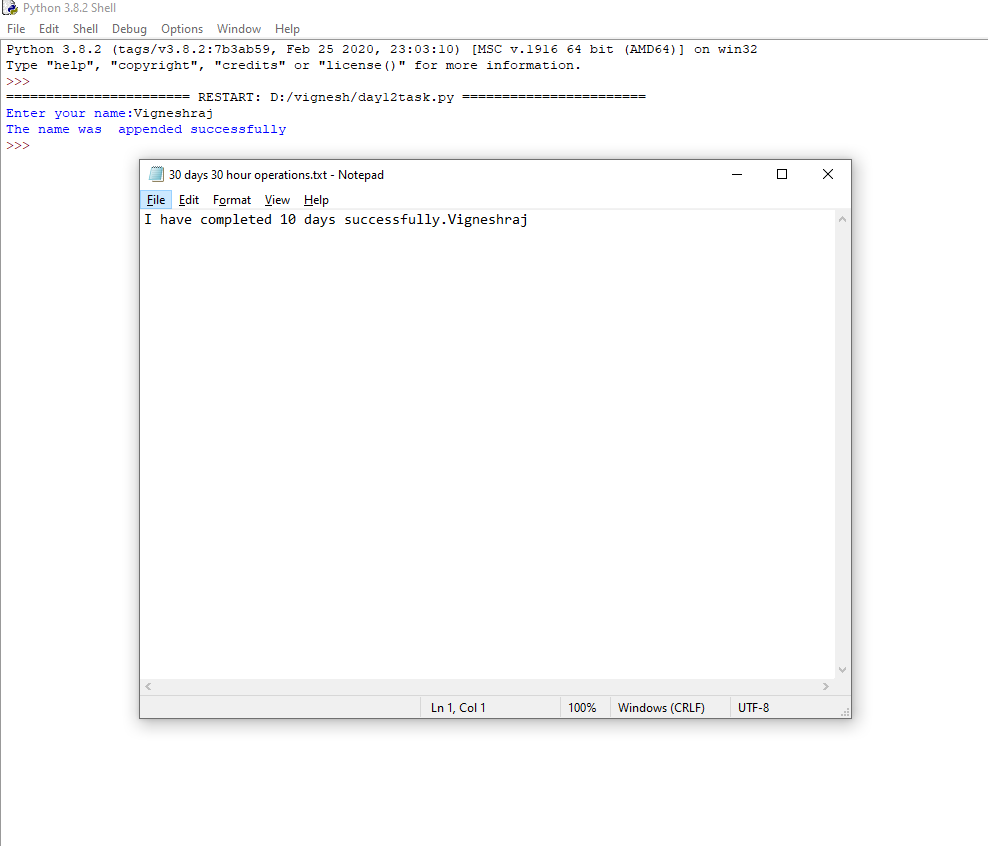 Python 3.8.2 Shell
File Edit Shell Debug Options Window Help
Python 3.8.2 (tags/v3.8.2:7b3ab59, Feb 25 2020, 23:03:10) [MSC v.1916 64 bit (AMD64)] on win32
Type "help", "copyright", "credits" or "license()" for more information.
>>>
======================= RESTART: D:/vignesh/day12task.py =======================
Enter your name:Vigneshraj
The name was  appended successfully
>>>
30 days 30 hour operations.txt - Notepad
File Edit Format View Help
I have completed 10 days successfully.Vigneshraj
Ln 1, Col 1 100% Windows (CRLF) UTF-8